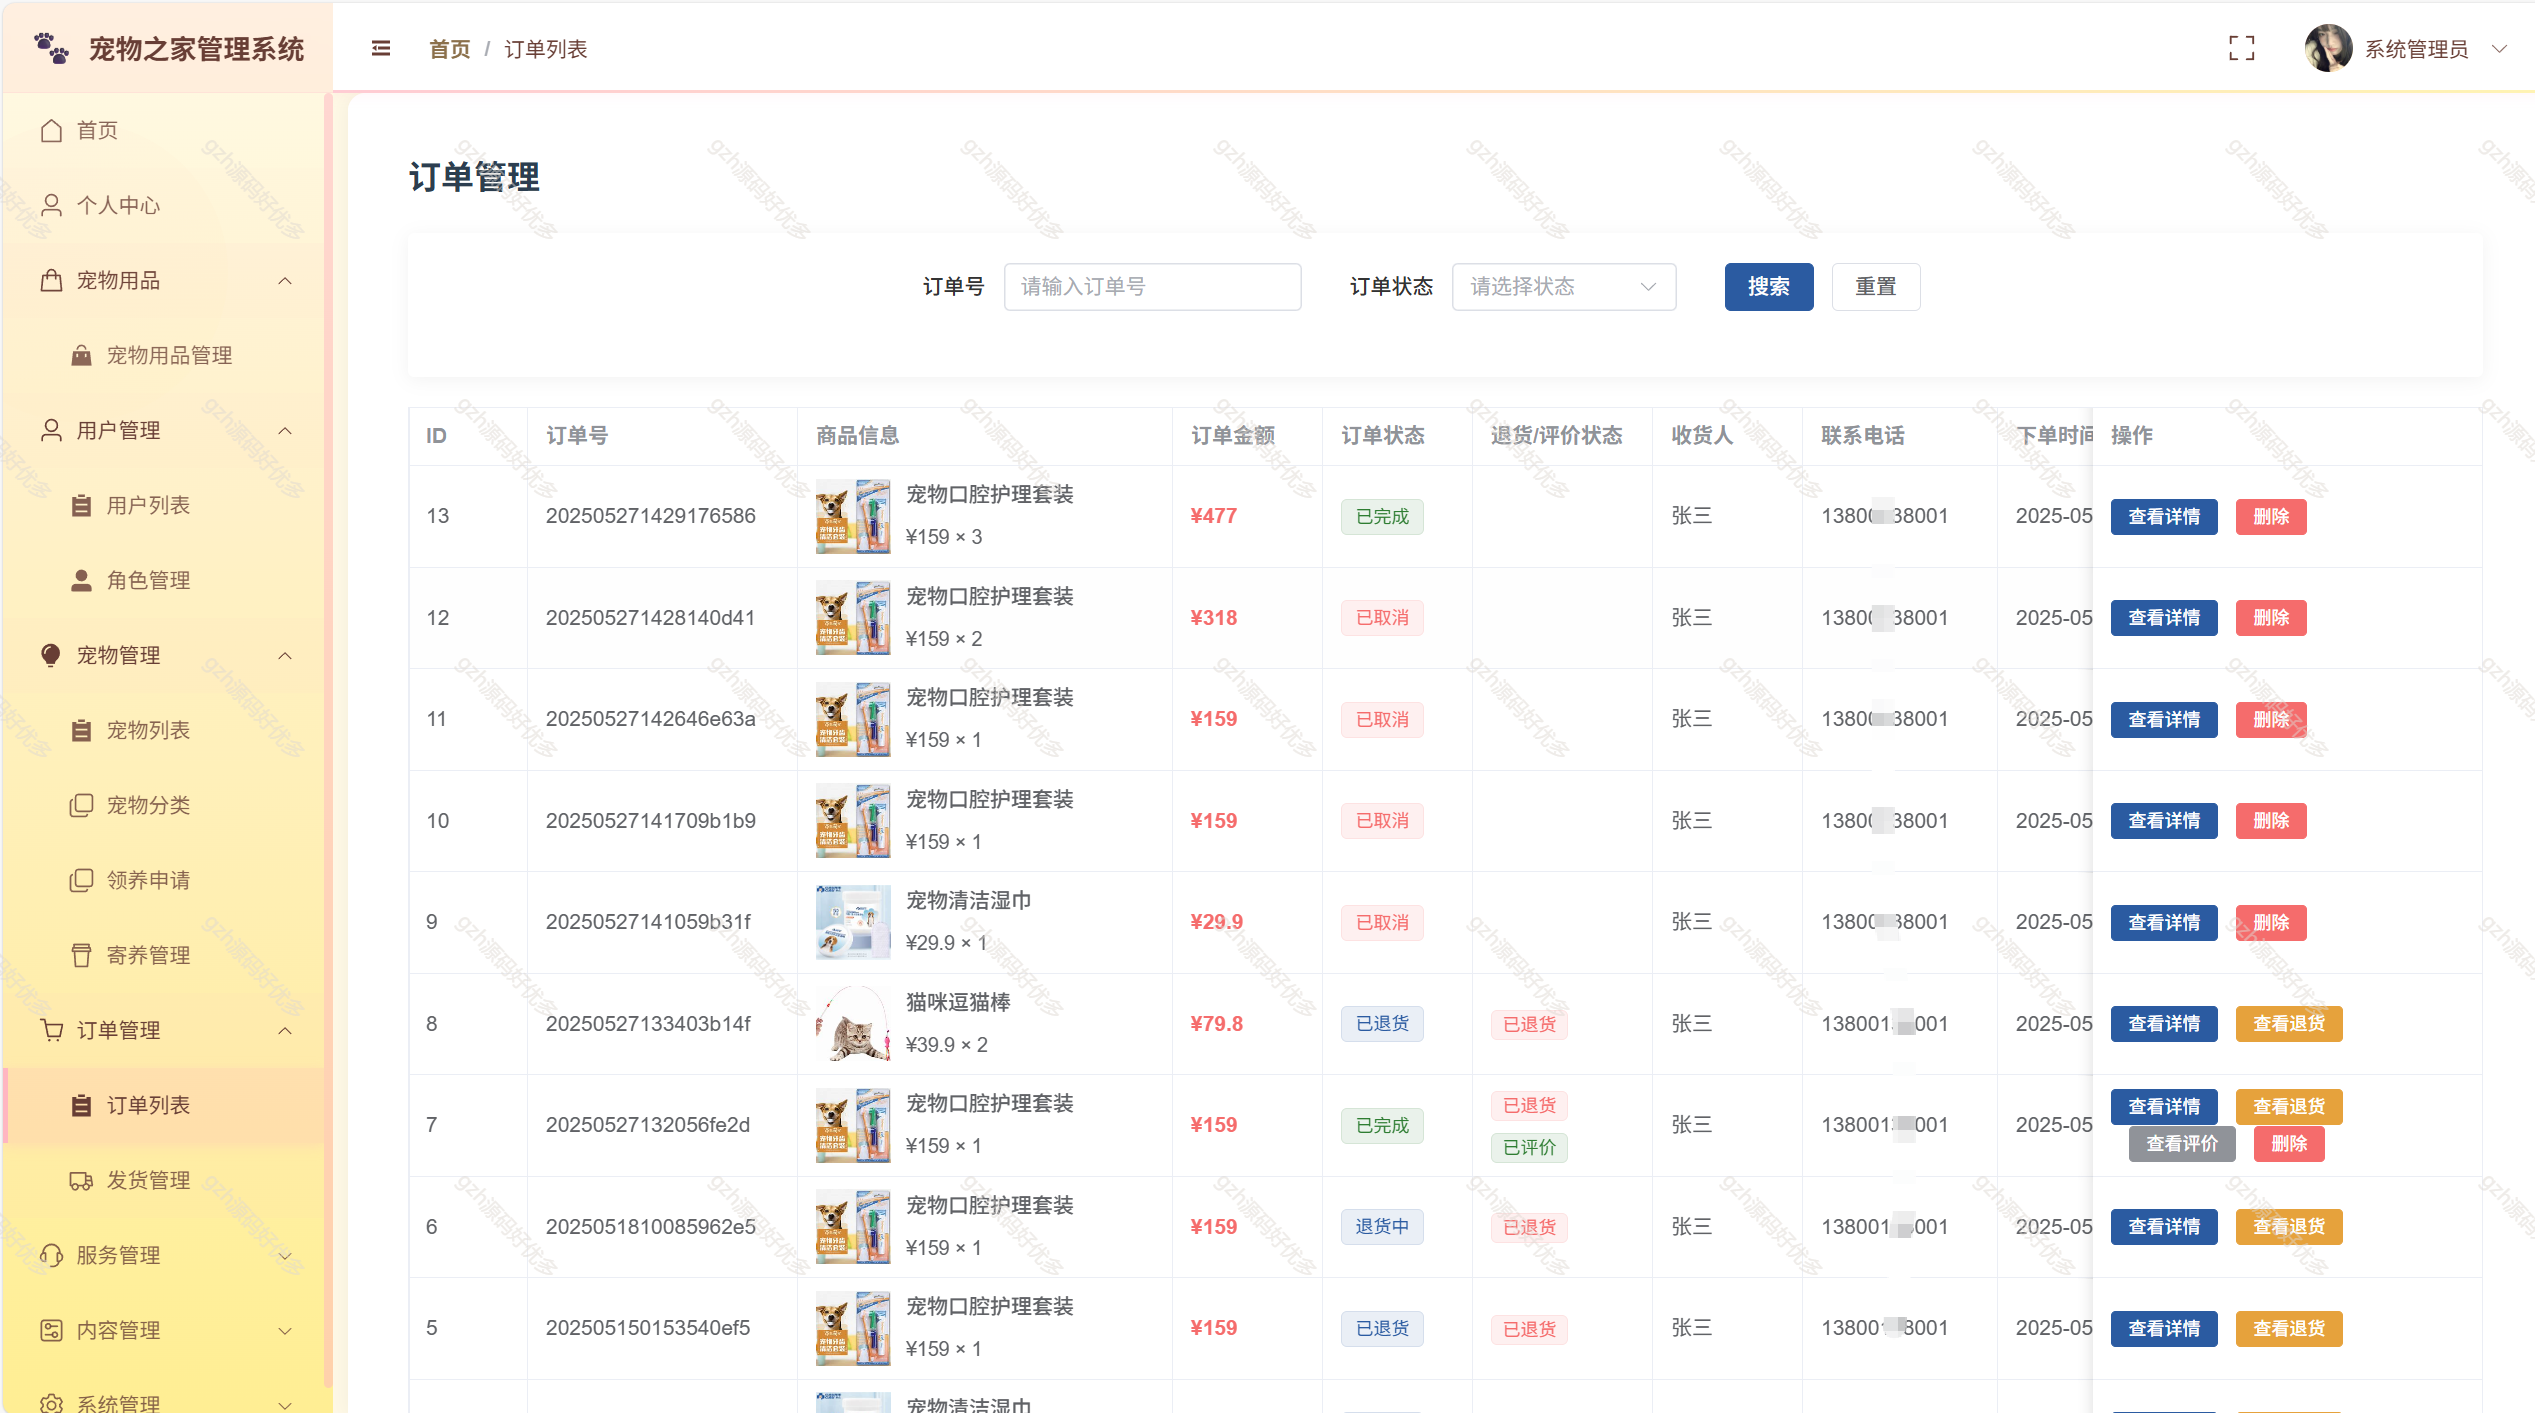 宠物之家管理系统
首页 / 订单列表
系统管理员
首页
个人中心
宠物用品
宠物用品管理
用户管理
用户列表
角色管理
宠物管理
宠物列表
宠物分类
领养申请
寄养管理
订单管理
订单列表
发货管理
服务管理
内容管理
系统管理
订单管理
订单号 请输入订单号 订单状态 请选择状态 搜索 重置
ID 订单号 商品信息 订单金额 订单状态 退货/评价状态 收货人 联系电话 下单时间 操作
13 202505271429176586 宠物口腔护理套装 ¥159 × 3 ¥477 已完成 张三 13800 38001 2025-05 查看详情 删除
12 202505271428140d41 宠物口腔护理套装 ¥159 × 2 ¥318 已取消 张三 13800 38001 2025-05 查看详情 删除
11 20250527142646e63a 宠物口腔护理套装 ¥159 × 1 ¥159 已取消 张三 13800 38001 2025-05 查看详情 删除
10 20250527141709b1b9 宠物口腔护理套装 ¥159 × 1 ¥159 已取消 张三 13800 38001 2025-05 查看详情 删除
9 20250527141059b31f 宠物清洁湿巾 ¥29.9 × 1 ¥29.9 已取消 张三 13800 38001 2025-05 查看详情 删除
8 20250527133403b14f 猫咪逗猫棒 ¥39.9 × 2 ¥79.8 已退货 已退货 张三 138001 001 2025-05 查看详情 查看退货
7 20250527132056fe2d 宠物口腔护理套装 ¥159 × 1 ¥159 已完成 已退货 已评价 张三 138001 001 2025-05 查看详情 查看退货 查看评价 删除
6 2025051810085962e5 宠物口腔护理套装 ¥159 × 1 ¥159 退货中 已退货 张三 138001 001 2025-05 查看详情 查看退货
5 202505150153540ef5 宠物口腔护理套装 ¥159 × 1 ¥159 已退货 已退货 张三 13800 8001 2025-05 查看详情 查看退货
宠物清洁湿巾
gzh源码好优多